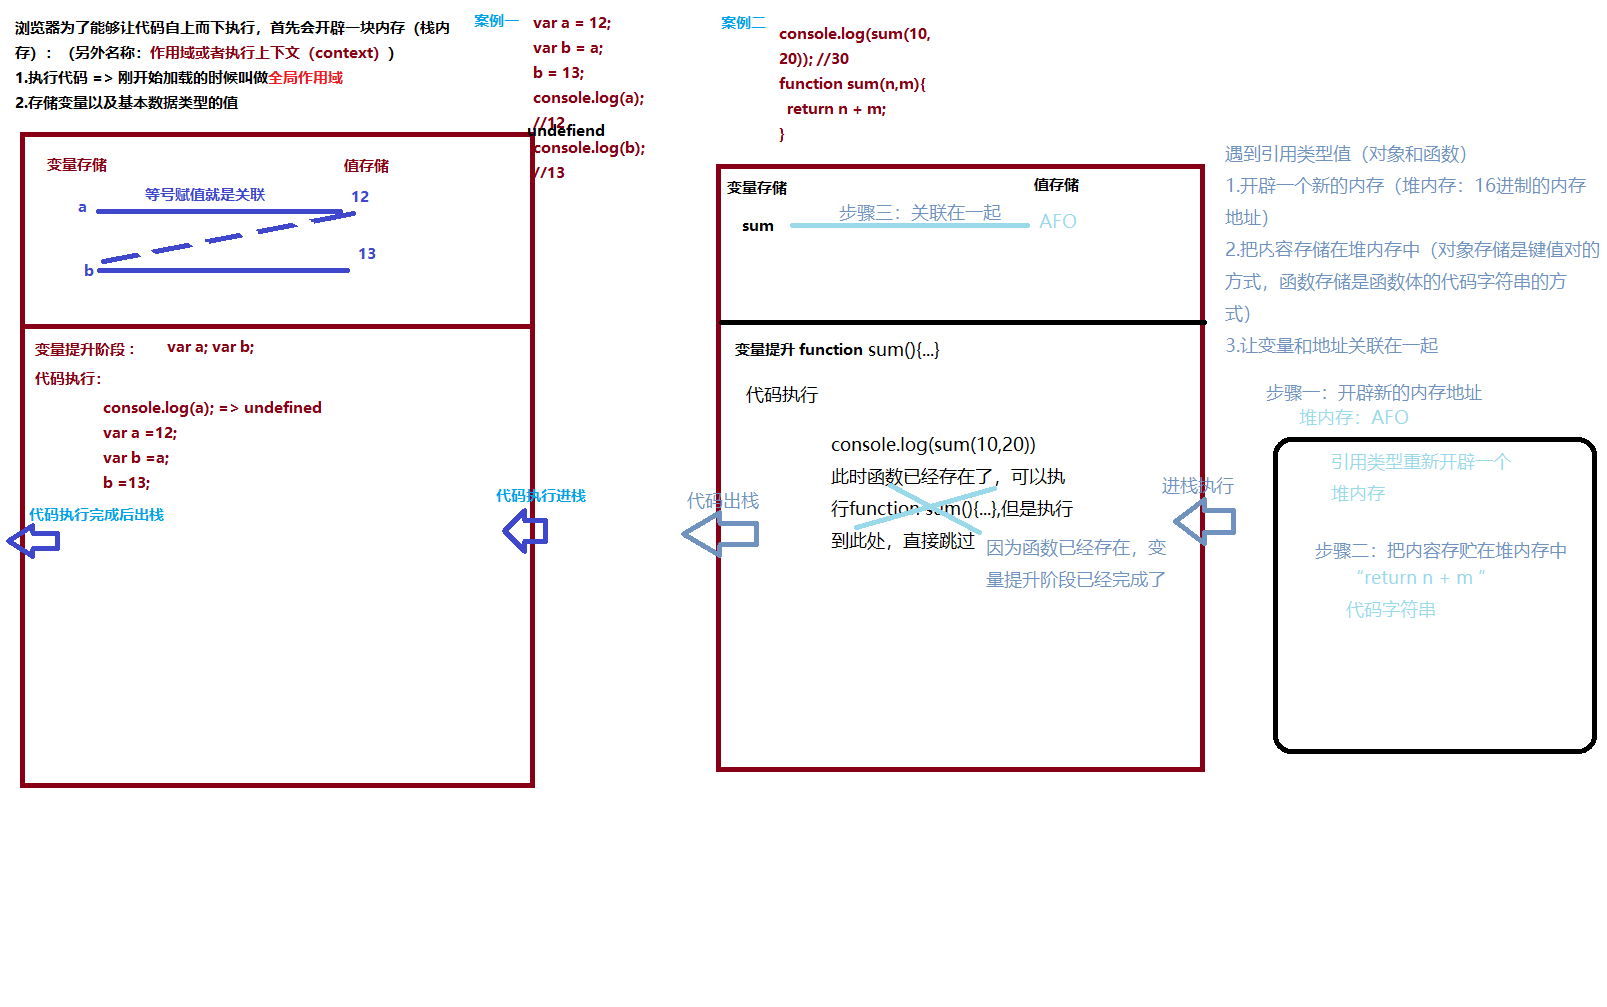 浏览器为了能够让代码自上而下执行，首先会开辟一块内存（栈内
存）：（另外名称：作用域或者执行上下文（context））
1.执行代码 => 刚开始加载的时候叫做全局作用域
2.存储变量以及基本数据类型的值
案例一
var a = 12;
var b = a;
b = 13;
console.log(a);
//12
undefiend
console.log(b);
//13
变量存储
值存储
等号赋值就是关联
a
12
13
b
变量提升阶段：
var a; var b;
代码执行：
console.log(a); => undefined
var a =12;
var b =a;
b =13;
代码执行进栈
代码执行完成后出栈
案例二
console.log(sum(10,
20)); //30
function sum(n,m){
return n + m;
}
变量存储
值存储
步骤三：关联在一起
sum
AFO
变量提升 function sum(){...}
代码执行
console.log(sum(10,20))
此时函数已经存在了，可以执
行function sum(){...},但是执行
到此处，直接跳过
因为函数已经存在，变
量提升阶段已经完成了
代码出栈
进栈执行
遇到引用类型值（对象和函数）
1.开辟一个新的内存（堆内存：16进制的内存
地址）
2.把内容存储在堆内存中（对象存储是键值对的
方式，函数存储是函数体的代码字符串的方
式）
3.让变量和地址关联在一起
步骤一：开辟新的内存地址
堆内存：AFO
引用类型重新开辟一个
堆内存
步骤二：把内容存贮在堆内存中
“return n + m ”
代码字符串